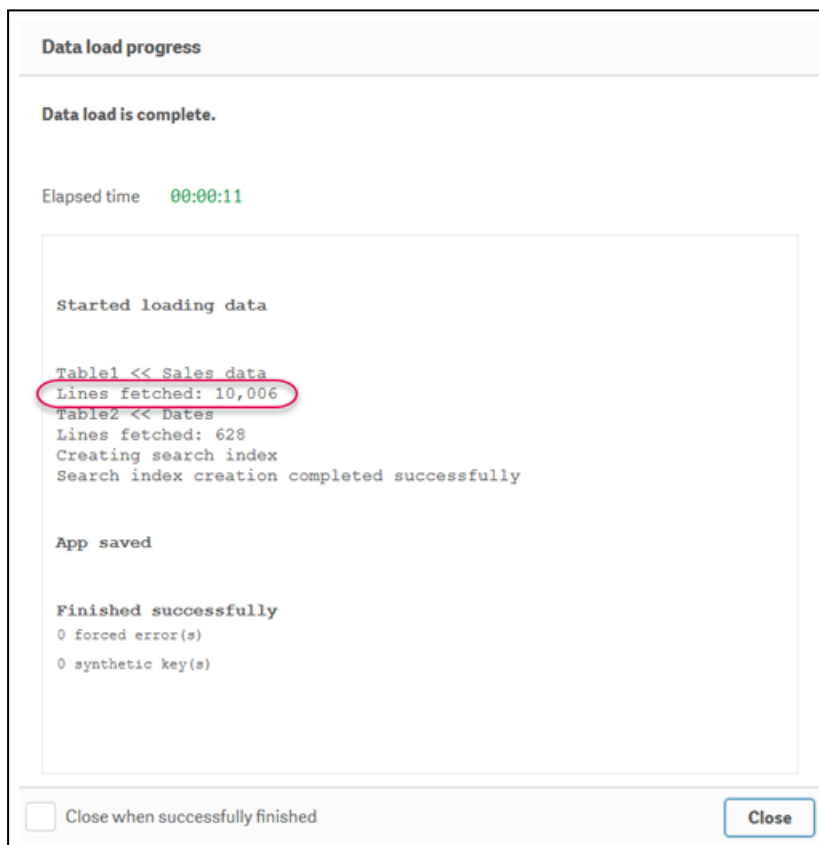 Data load progress
Data load is complete.
Elapsed time 00:00:11
Started loading data
Table1 << Sales data
Lines fetched: 10,006
Table2 << Dates
Lines fetched: 628
Creating search index
Search index creation completed successfully
App saved
Finished successfully
0 forced error(s)
0 synthetic key(s)
Close when successfully finished
Close